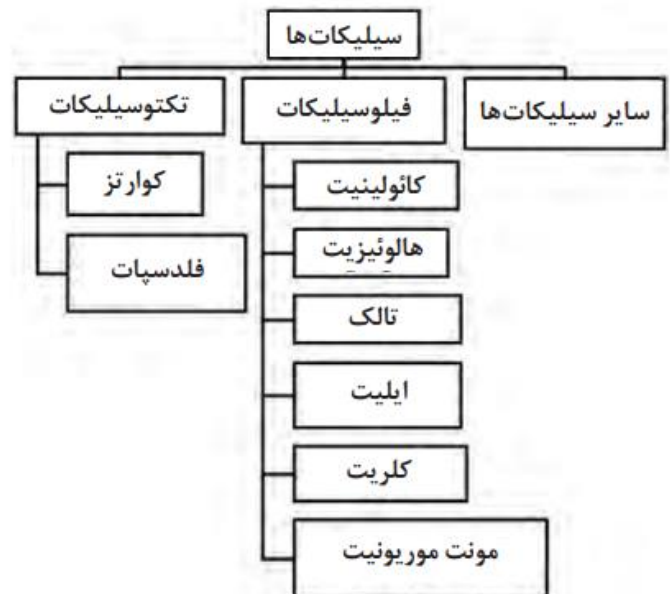 سیلیکات‌ها
سایر سیلیکات‌ها
فیلوسیلیکات
تکتوسیلیکات
کائولینیت
هالوئیزیت
تالک
ایلیت
کلریت
مونت موریونیت
کوارتز
فلدسپات